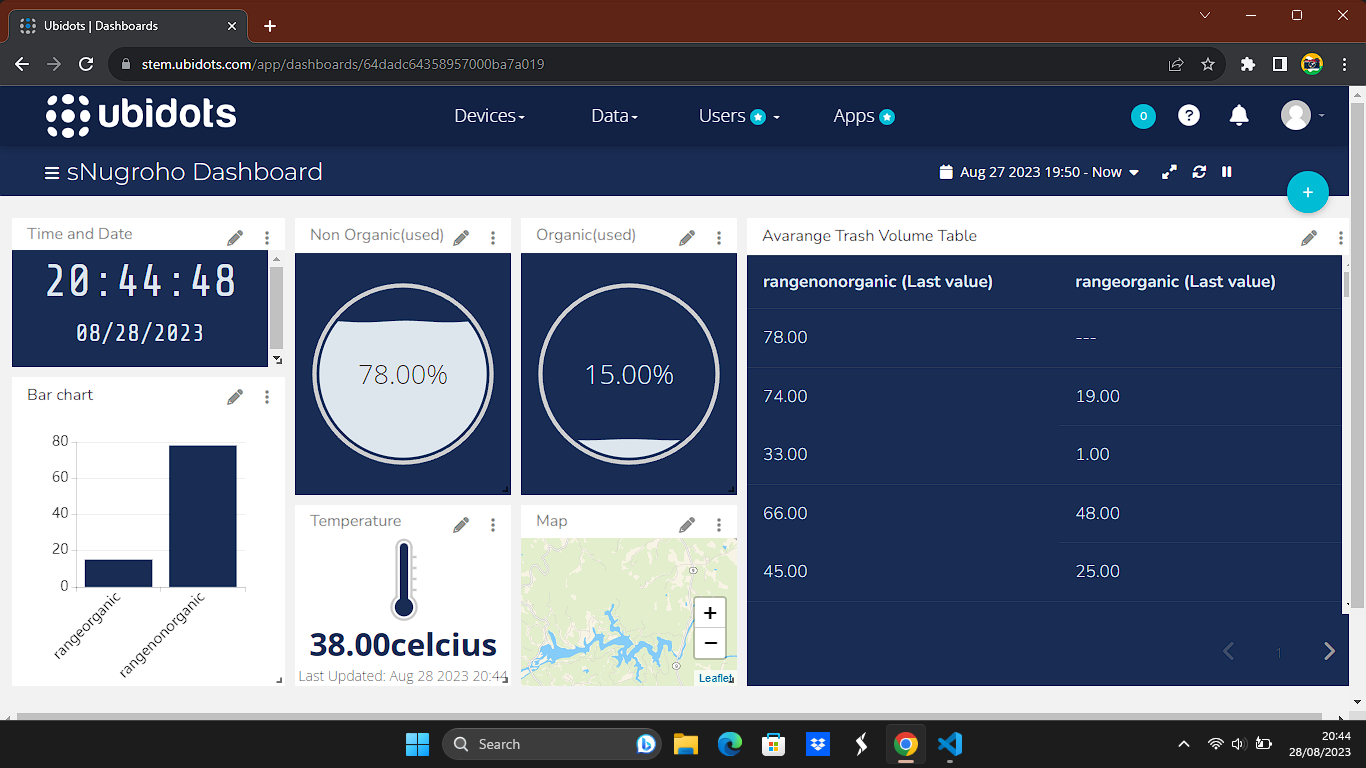 Ubidots | Dashboards
stem.ubidots.com/app/dashboards/64dadc64358957000ba7a019
ubidots
Devices
Data
Users
Apps
0
?
sNugroho Dashboard
Aug 27 2023 19:50 - Now
+
Time and Date
20:44:48
08/28/2023
Bar chart
80
60
40
20
0
rangeorganic
rangenonorganic
Non Organic(used)
78.00%
Organic(used)
15.00%
Temperature
38.00celcius
Last Updated: Aug 28 2023 20:44
Map
+
−
Leaflet
Avarange Trash Volume Table
rangenonorganic (Last value) rangeorganic (Last value)
78.00 ---
74.00 19.00
33.00 1.00
66.00 48.00
45.00 25.00
1
Search
20:44
28/08/2023